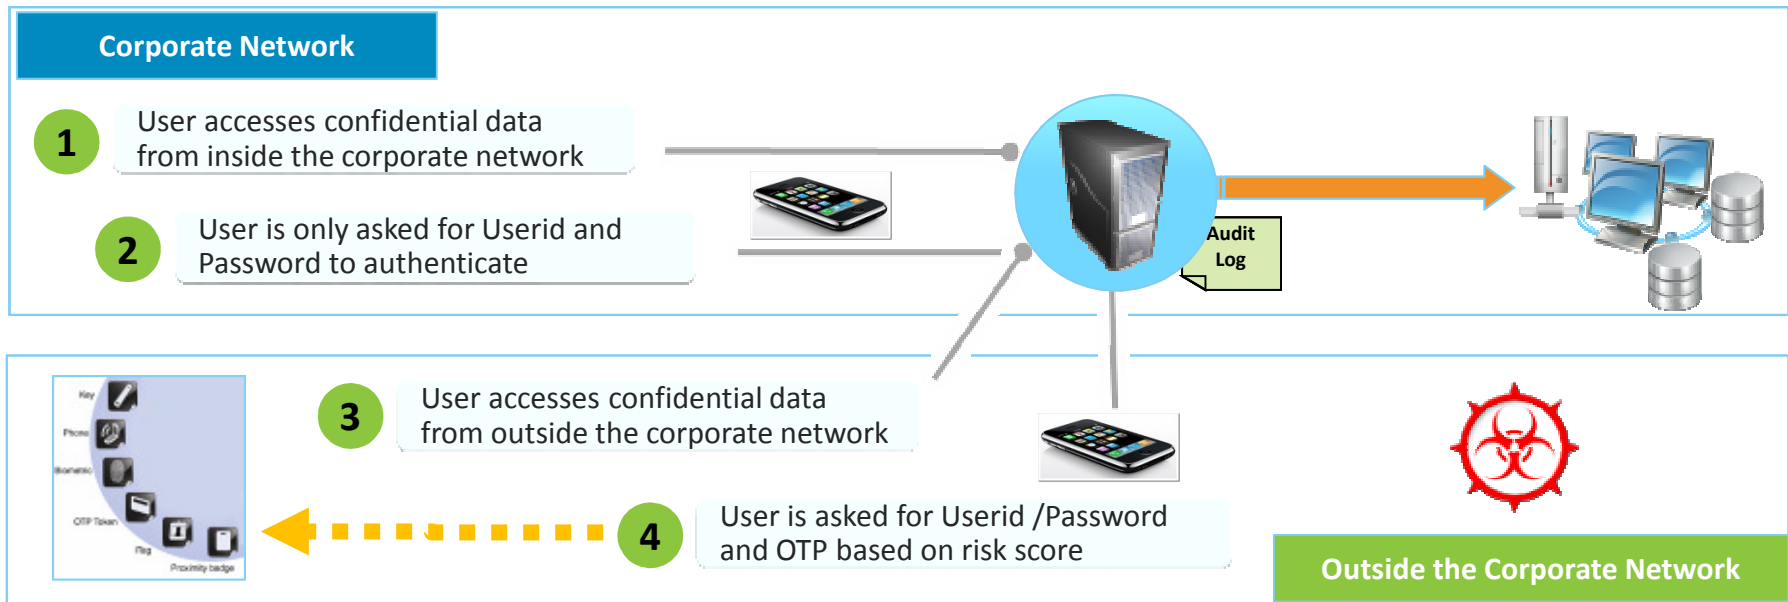 Corporate Network
1
User accesses confidential data
from inside the corporate network
2
User is only asked for Userid and
Password to authenticate
Audit
Log
Key
Phone
Biometric
OTP Token
Proximity badge
3
User accesses confidential data
from outside the corporate network
4
User is asked for Userid /Password
and OTP based on risk score
Outside the Corporate Network